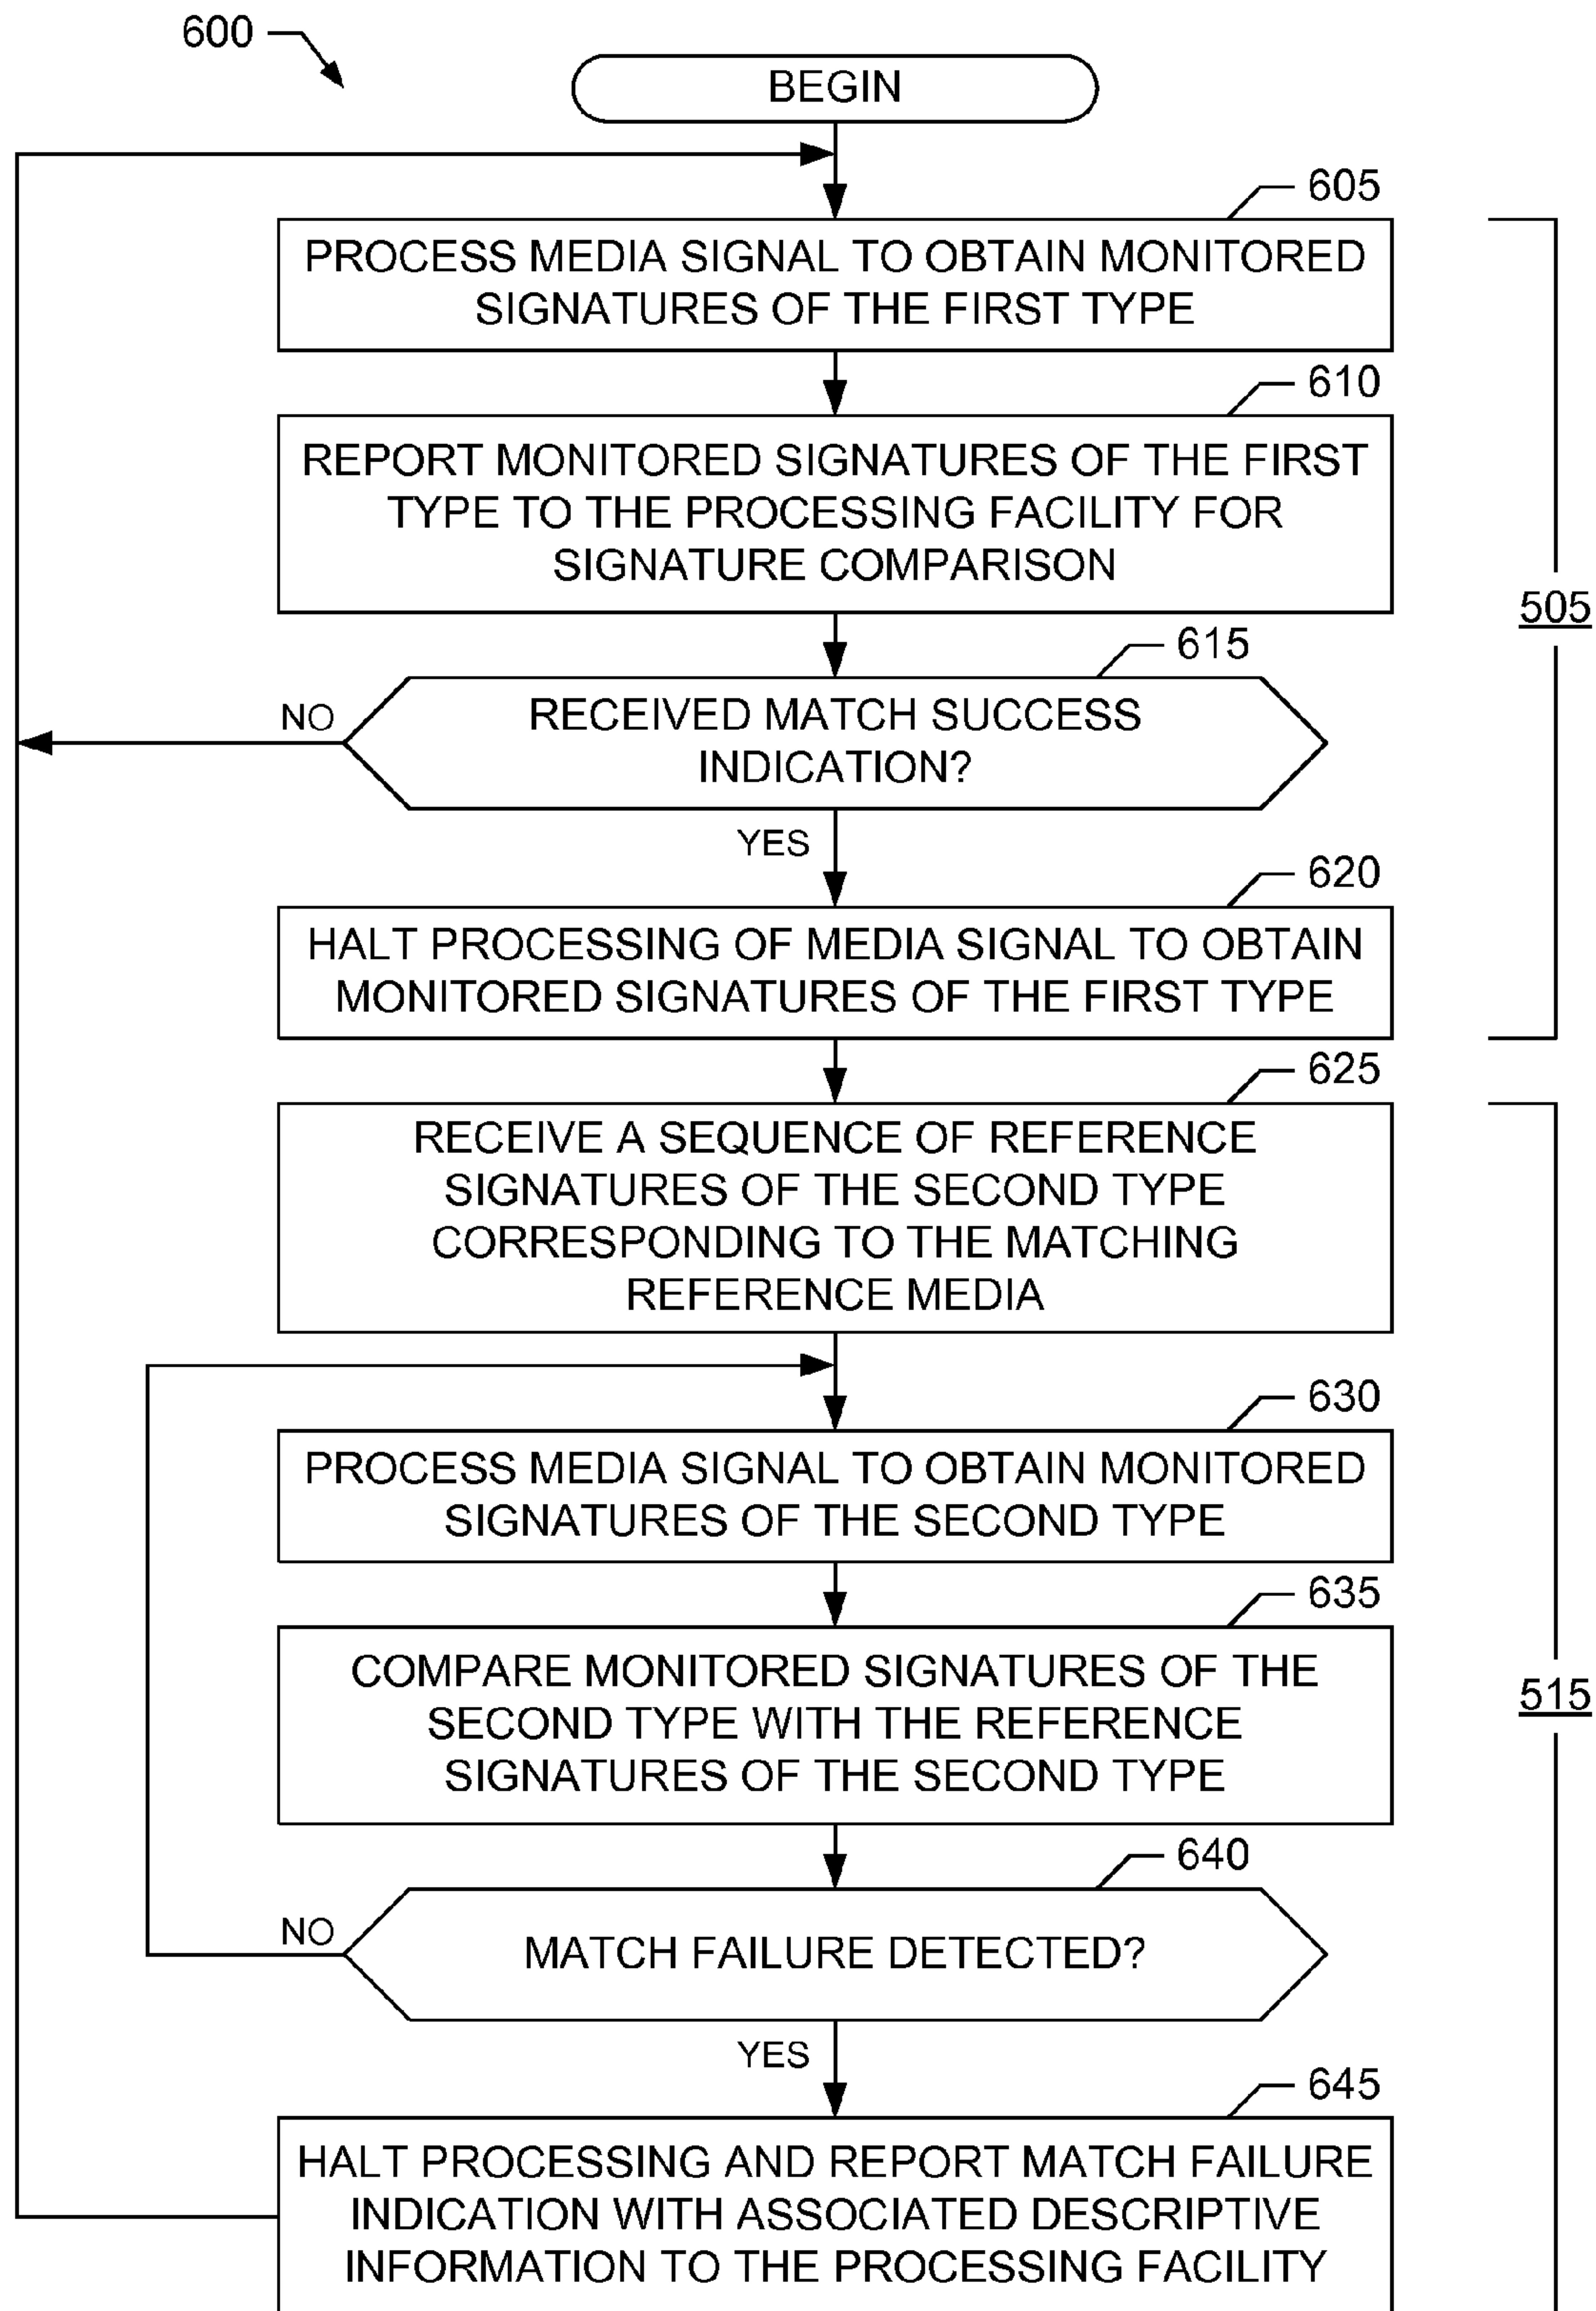 600
BEGIN
605
PROCESS MEDIA SIGNAL TO OBTAIN MONITORED
SIGNATURES OF THE FIRST TYPE
610
REPORT MONITORED SIGNATURES OF THE FIRST
TYPE TO THE PROCESSING FACILITY FOR
SIGNATURE COMPARISON
505
615
NO
RECEIVED MATCH SUCCESS
INDICATION?
YES
620
HALT PROCESSING OF MEDIA SIGNAL TO OBTAIN
MONITORED SIGNATURES OF THE FIRST TYPE
625
RECEIVE A SEQUENCE OF REFERENCE
SIGNATURES OF THE SECOND TYPE
CORRESPONDING TO THE MATCHING
REFERENCE MEDIA
630
PROCESS MEDIA SIGNAL TO OBTAIN MONITORED
SIGNATURES OF THE SECOND TYPE
635
COMPARE MONITORED SIGNATURES OF THE
SECOND TYPE WITH THE REFERENCE
SIGNATURES OF THE SECOND TYPE
515
640
NO
MATCH FAILURE DETECTED?
YES
645
HALT PROCESSING AND REPORT MATCH FAILURE
INDICATION WITH ASSOCIATED DESCRIPTIVE
INFORMATION TO THE PROCESSING FACILITY